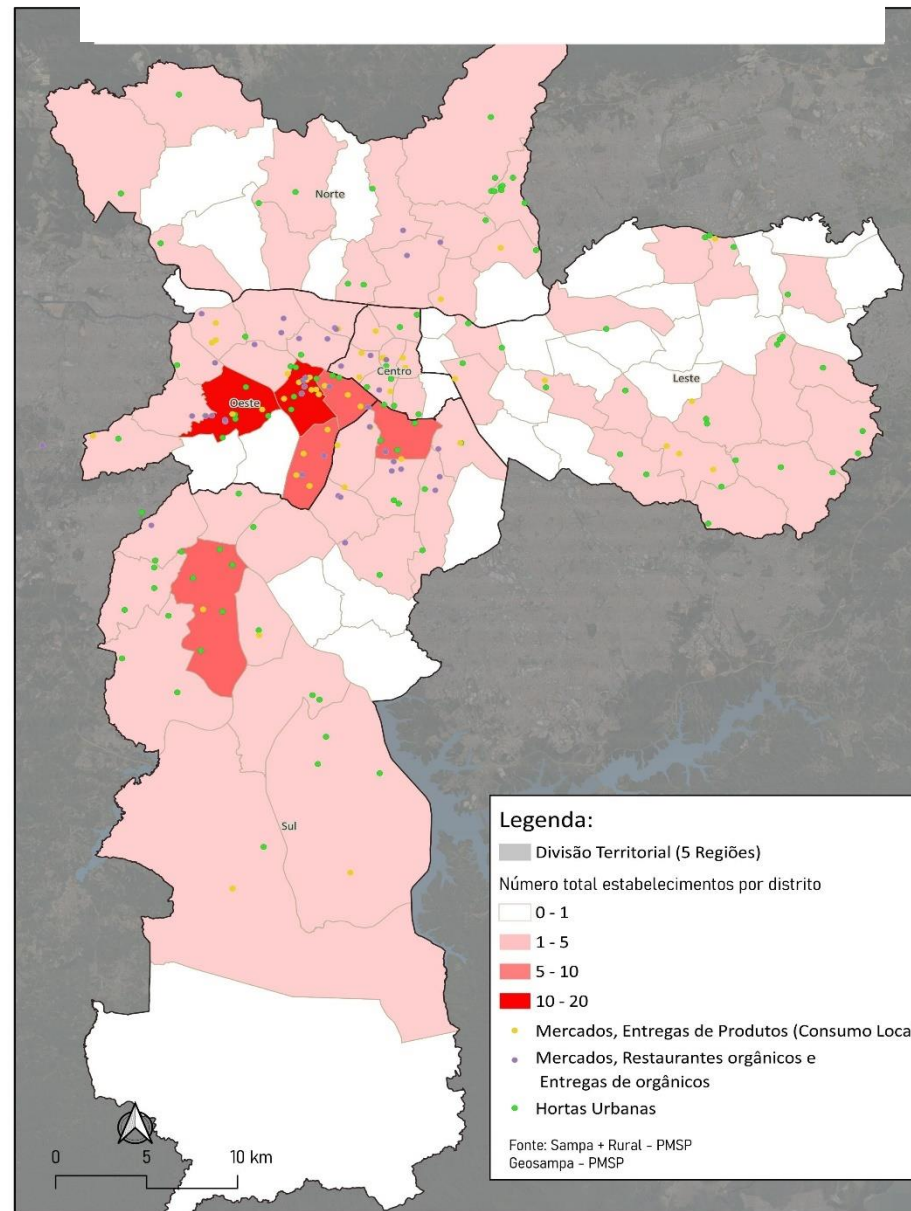 Norte
Centro
Oeste
Leste
Sul
Legenda:
Divisão Territorial (5 Regiões)
Número total estabelecimentos por distrito
0 - 1
1 - 5
5 - 10
10 - 20
Mercados, Entregas de Produtos (Consumo Loca
Mercados, Restaurantes orgânicos e
Entregas de orgânicos
Hortas Urbanas
Fonte: Sampa + Rural - PMSP
Geosampa - PMSP
0 5 10 km